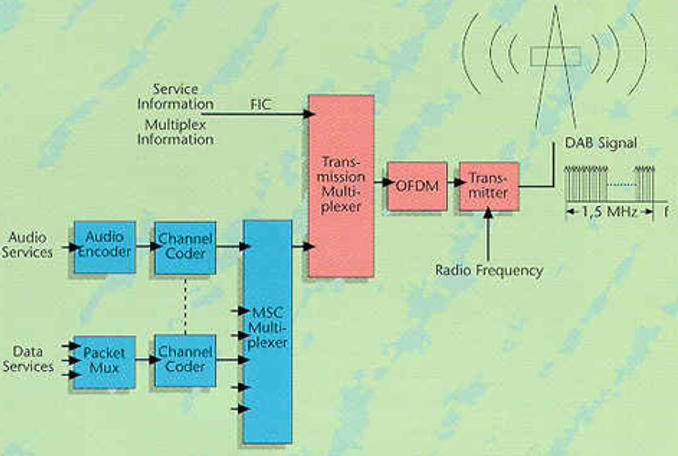 Service
Information
Multiplex
Information
FIC
Trans-
mission
Multi-
plexer
OFDM
Trans-
mitter
DAB Signal
1,5 MHz
f
Radio Frequency
Audio
Services
Audio
Encoder
Channel
Coder
MSC
Multi-
plexer
Data
Services
Packet
Mux
Channel
Coder